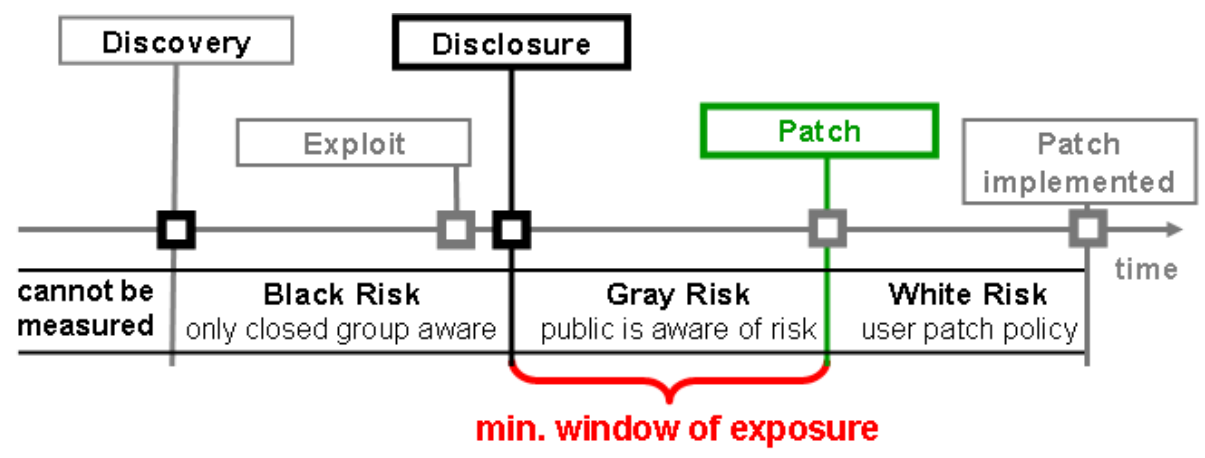 Discovery
Disclosure
Exploit
Patch
Patch
implemented
time
cannot be
measured
Black Risk
only closed group aware
Gray Risk
public is aware of risk
White Risk
user patch policy
min. window of exposure